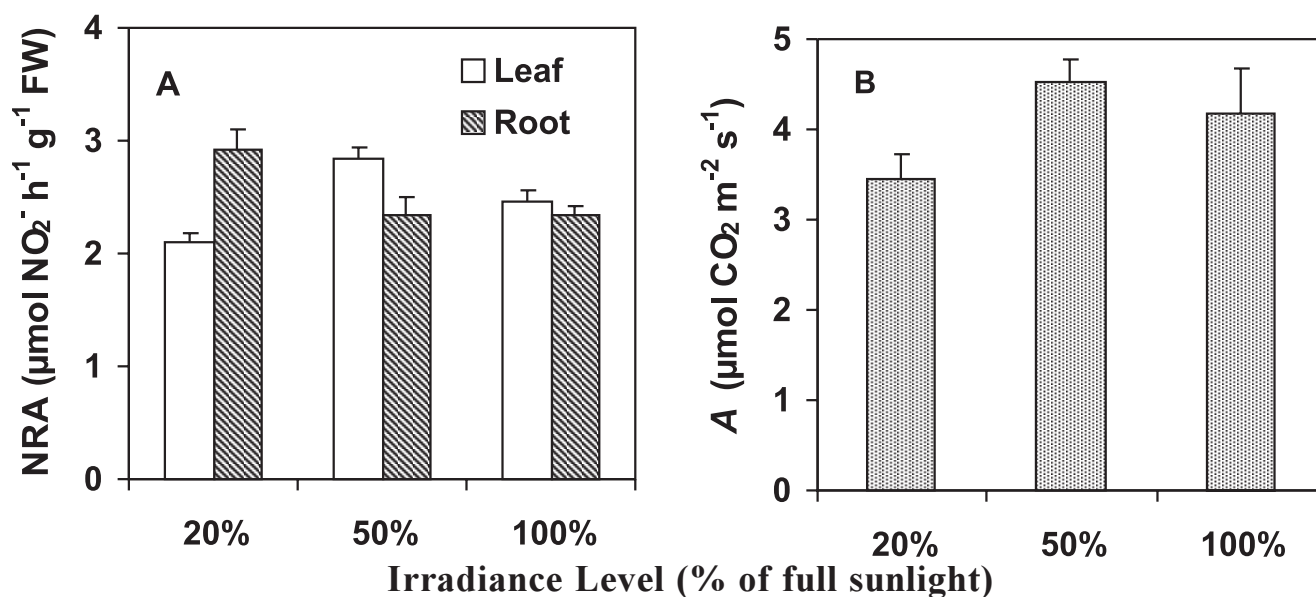 NRA (µmol NO₂⁻ h⁻¹ g⁻¹ FW)
4
3
2
1
0
A
Leaf
Root
20% 50% 100%
A (µmol CO₂ m⁻² s⁻¹)
5
4
3
2
1
0
B
20% 50% 100%
Irradiance Level (% of full sunlight)